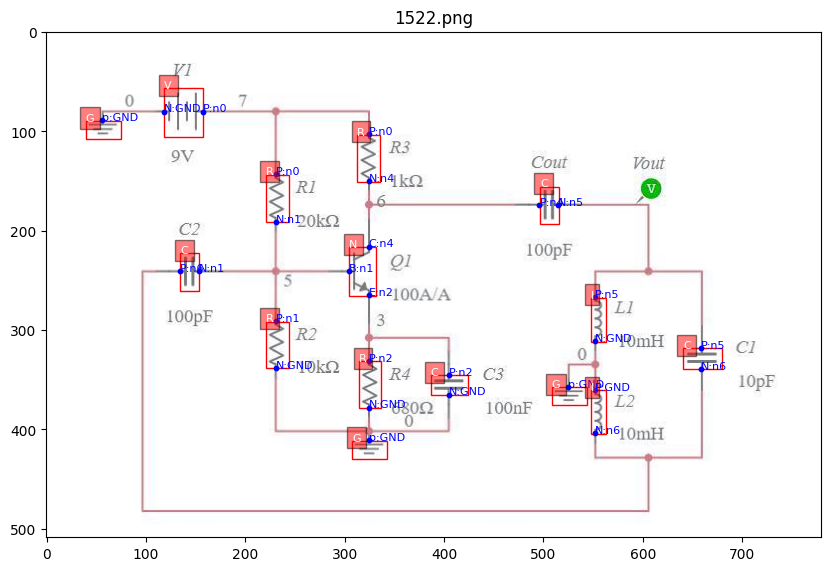 1522.png
V1
V
0
7
N:GND
P:n0
G
p:GND
9V
R
P:n0
R3
N:n4
1kΩ
R
P:n0
R1
N:n1
20kΩ
6
Cout
C
N:n5
100pF
Vout
V
C2
C
N:n1
100pF
N
C:n4
Q1
B:n1
E:n2
100A/A
5
3
R
P:n1
R2
N:GND
10kΩ
R
P:n2
R4
N:GND
680Ω
C
P:n2
C3
N:GND
100nF
0
G
p:GND
P:n5
L1
N:GND
10mH
0
G
p:GND
P:GND
L2
N:n6
10mH
C
P:n5
C1
N:n6
10pF
0
100
200
300
400
500
0
100
200
300
400
500
600
700